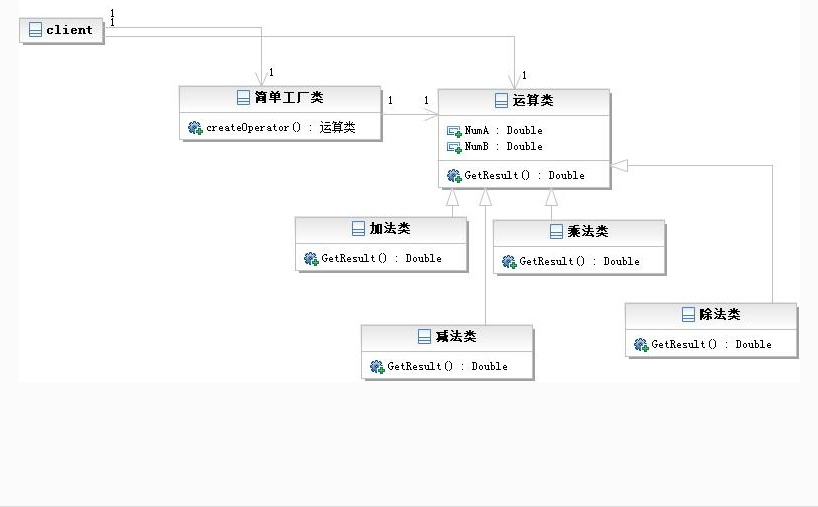 1
1
client
1
1
简单工厂类
createOperator() : 运算类
1
1
运算类
NumA : Double
NumB : Double
GetResult() : Double
加法类
GetResult() : Double
乘法类
GetResult() : Double
减法类
GetResult() : Double
除法类
GetResult() : Double